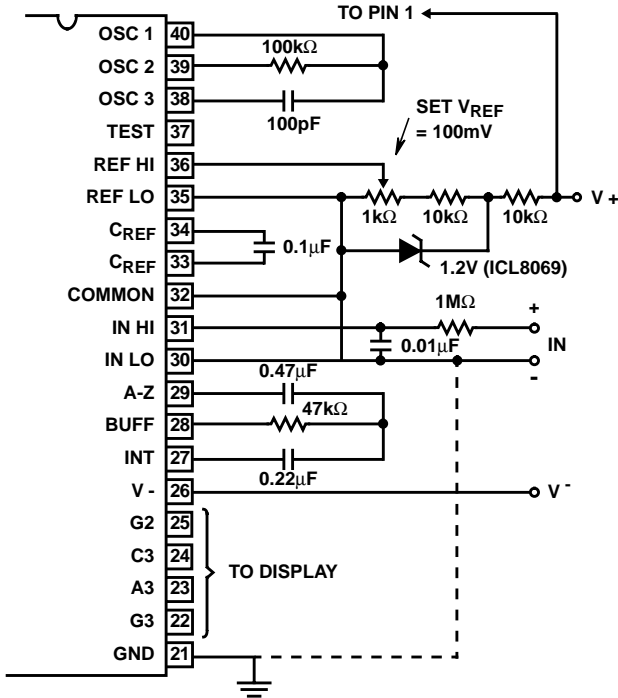 TO PIN 1
OSC 1 40
100kΩ
OSC 2 39
OSC 3 38
100pF
SET VREF
= 100mV
TEST 37
REF HI 36
REF LO 35
V +
1kΩ 10kΩ 10kΩ
CREF 34
0.1µF
CREF 33
1.2V (ICL8069)
COMMON 32
1MΩ
+
IN HI 31
0.01µF
IN
IN LO 30
-
0.47µF
A-Z 29
47kΩ
BUFF 28
INT 27
0.22µF
V - 26
V -
G2 25
C3 24
TO DISPLAY
A3 23
G3 22
GND 21